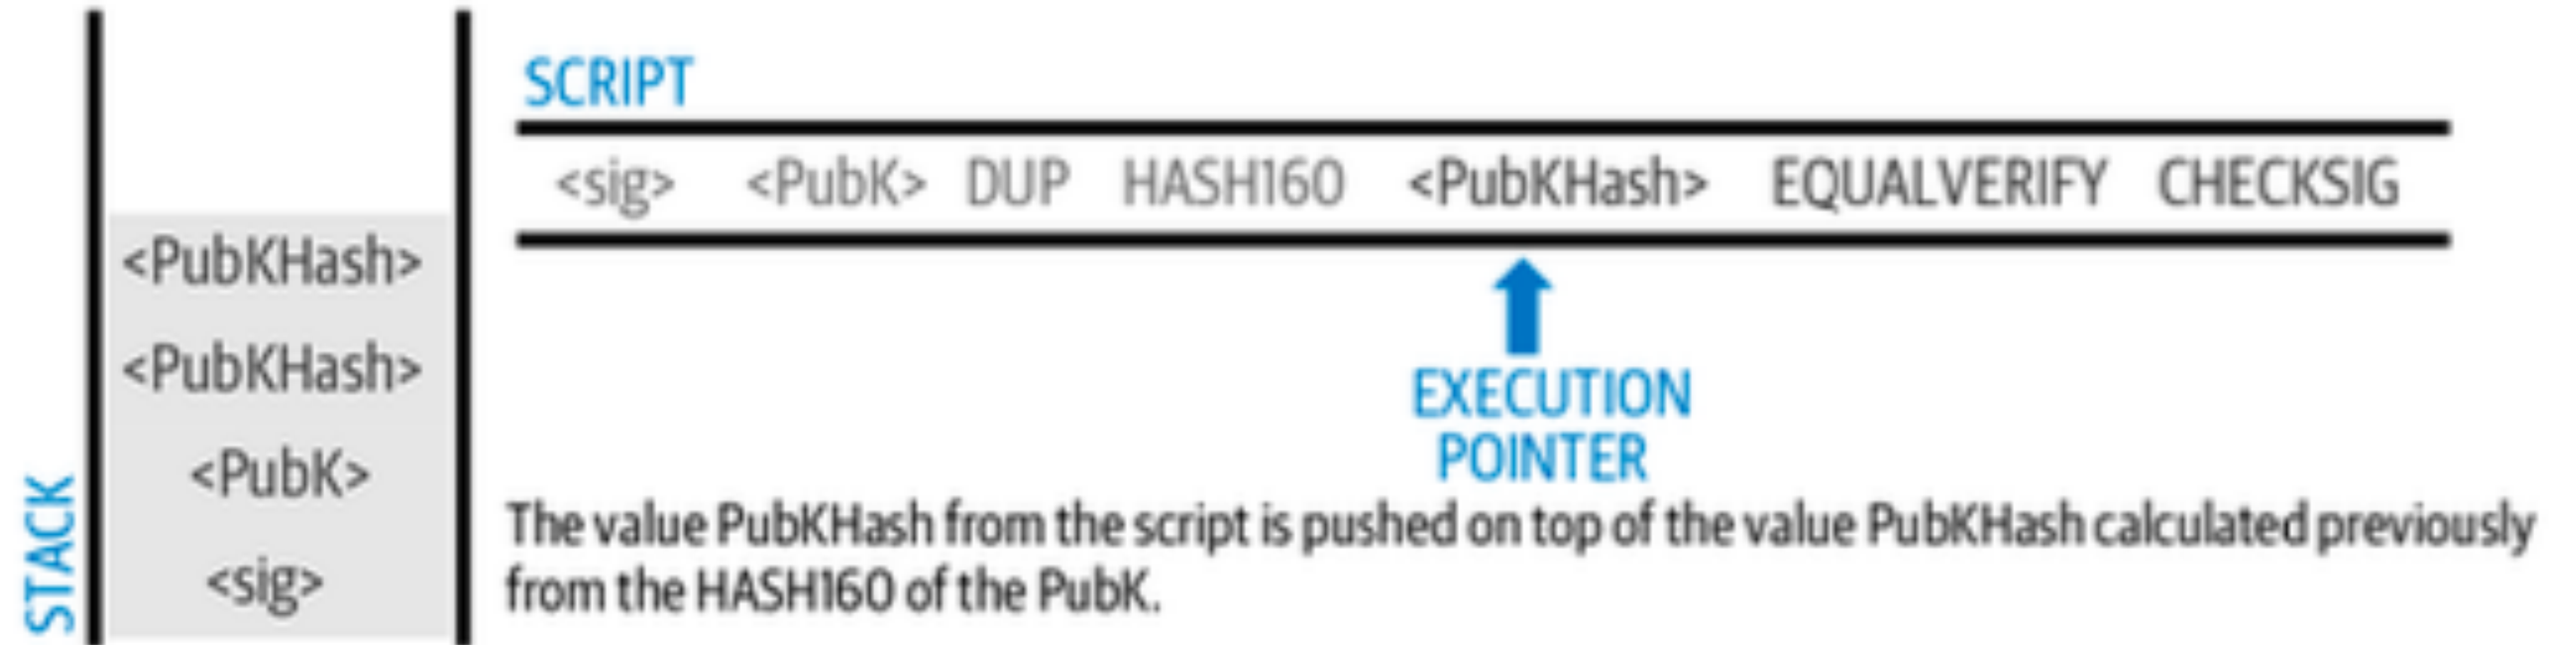 SCRIPT
<sig> <PubK> DUP HASH160 <PubKHash> EQUALVERIFY CHECKSIG
<PubKHash>
<PubKHash>
<PubK>
<sig>
STACK
EXECUTION
POINTER
The value PubKHash from the script is pushed on top of the value PubKHash calculated previously
from the HASH160 of the PubK.